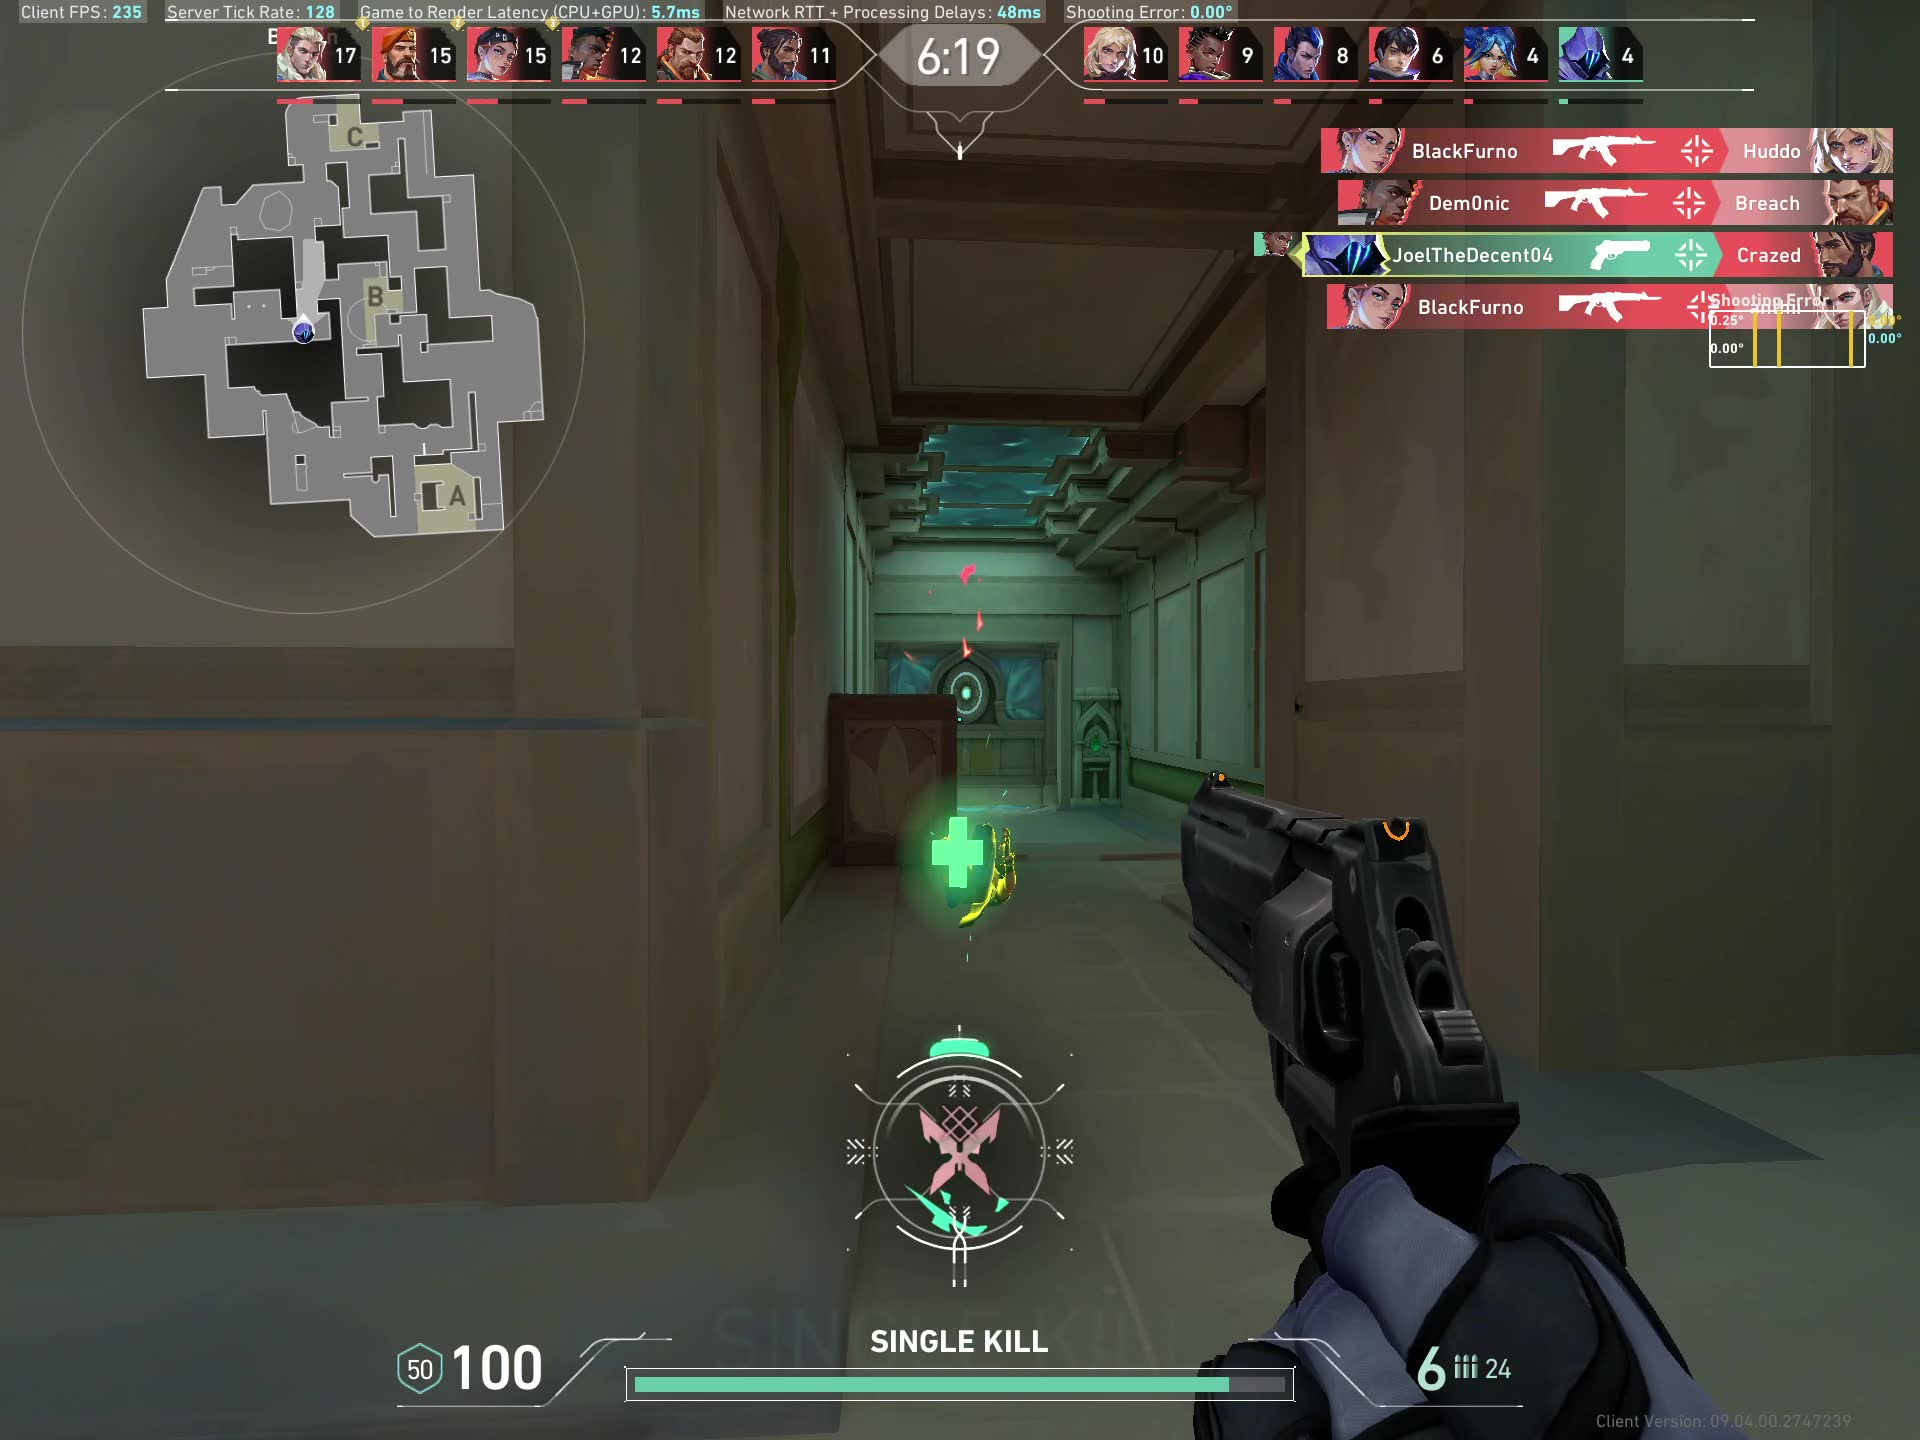 Client FPS: 235 Server Tick Rate: 128 Game to Render Latency (CPU+GPU): 5.7ms Network RTT + Processing Delays: 48ms Shooting Error: 0.00°
17 15 15 12 12 11 6:19 10 9 8 6 4 4
C
B
A
BlackFurno Huddo
Dem0nic Breach
JoelTheDecent04 Crazed
BlackFurno
Shooting Error
0.25°
0.00°
0.00°
SINGLE KILL
50 100
6 24
Client Version: 09.04.00.2747239